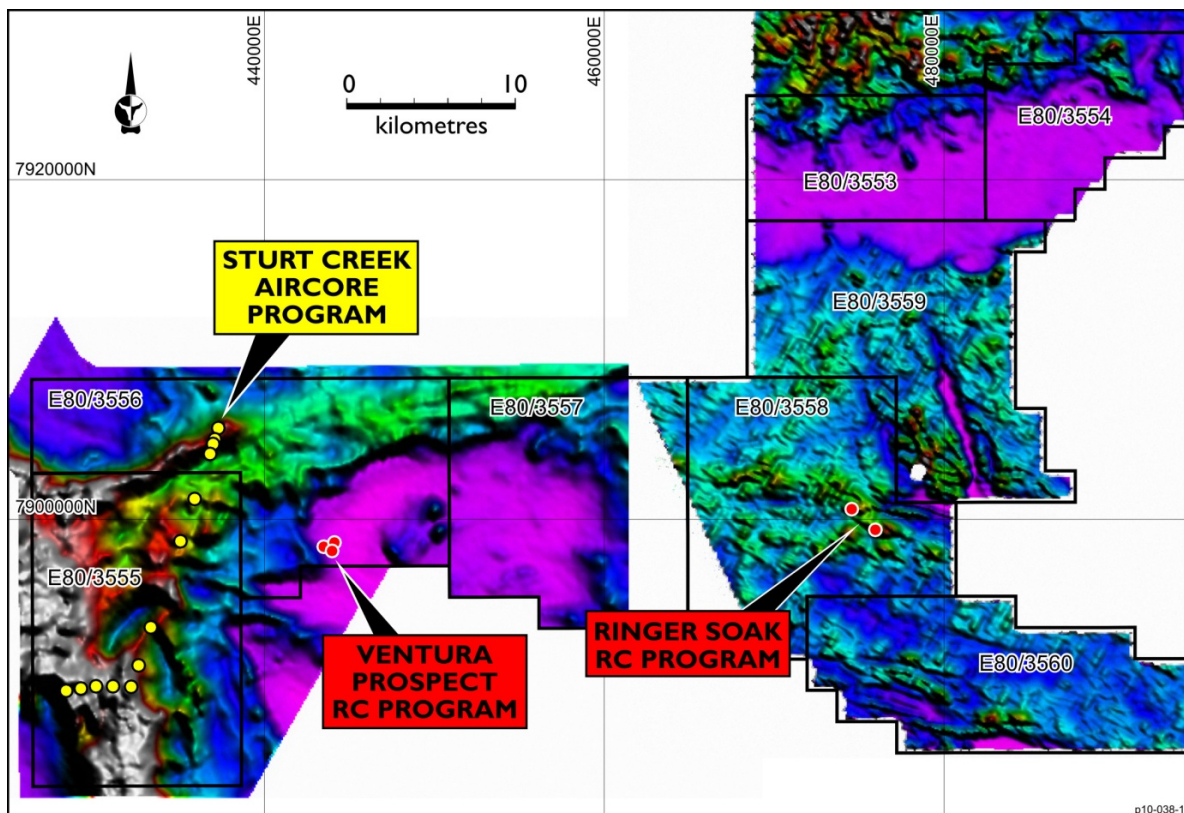 440000E
460000E
480000E
0 10
kilometres
E80/3554
7920000N
E80/3553
STURT CREEK
AIRCORE
PROGRAM
E80/3559
E80/3556
E80/3557
E80/3558
7900000N
E80/3555
VENTURA
PROSPECT
RC PROGRAM
RINGER SOAK
RC PROGRAM
E80/3560
p10-038-1